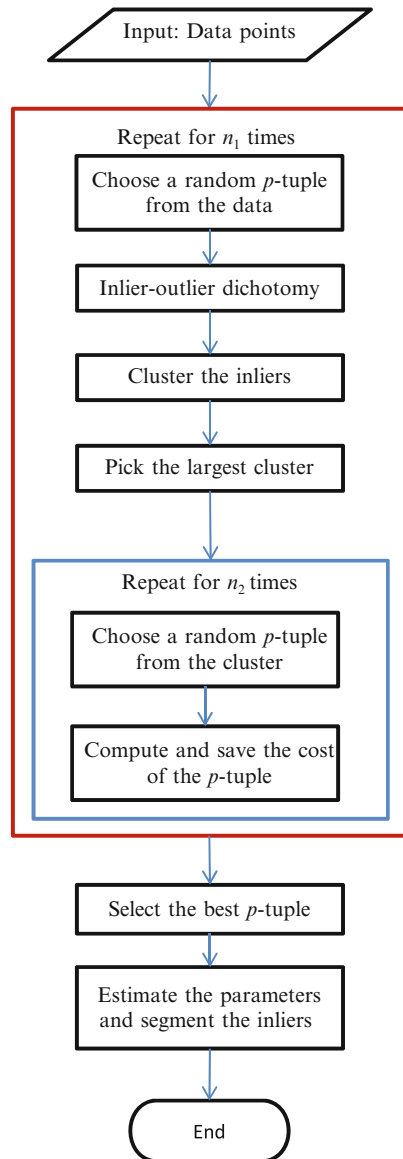 Input: Data points
Repeat for n₁ times
Choose a random p-tuple
from the data
Inlier-outlier dichotomy
Cluster the inliers
Pick the largest cluster
Repeat for n₂ times
Choose a random p-tuple
from the cluster
Compute and save the cost
of the p-tuple
Select the best p-tuple
Estimate the parameters
and segment the inliers
End